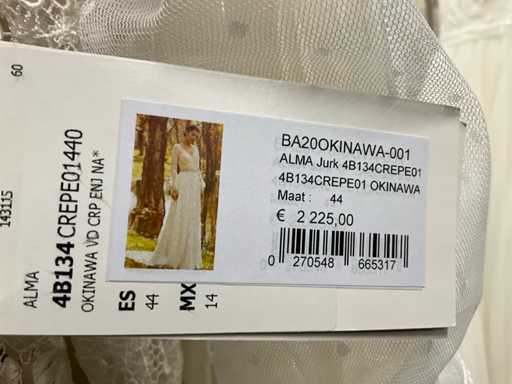 60
143115
ALMA
4B134 CREPE01440
OKINAWA VD CRP ENJ NA*
ES
44
MX
14
BA20OKINAWA-001
ALMA Jurk 4B134CREPE01
4B134CREPE01 OKINAWA
Maat : 44
€ 2 225,00
0 270548 665317